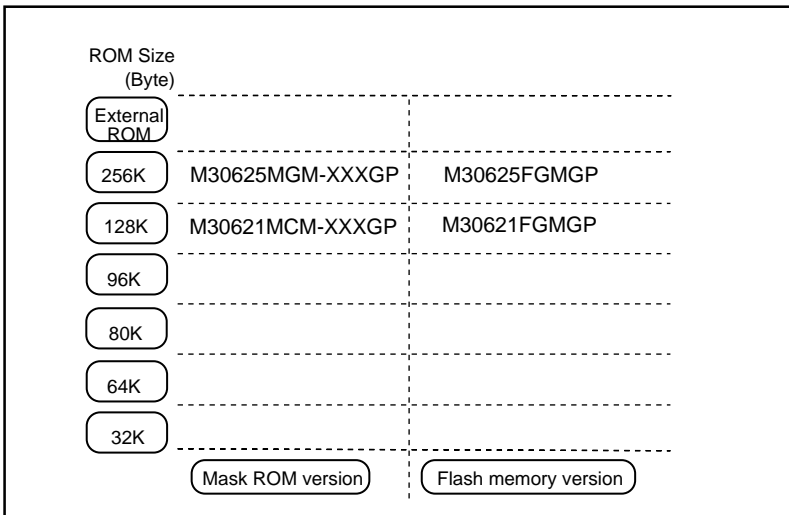 ROM Size
(Byte)
External
ROM
256K M30625MGM-XXXGP M30625FGMGP
128K M30621MCM-XXXGP M30621FGMGP
96K
80K
64K
32K
Mask ROM version Flash memory version